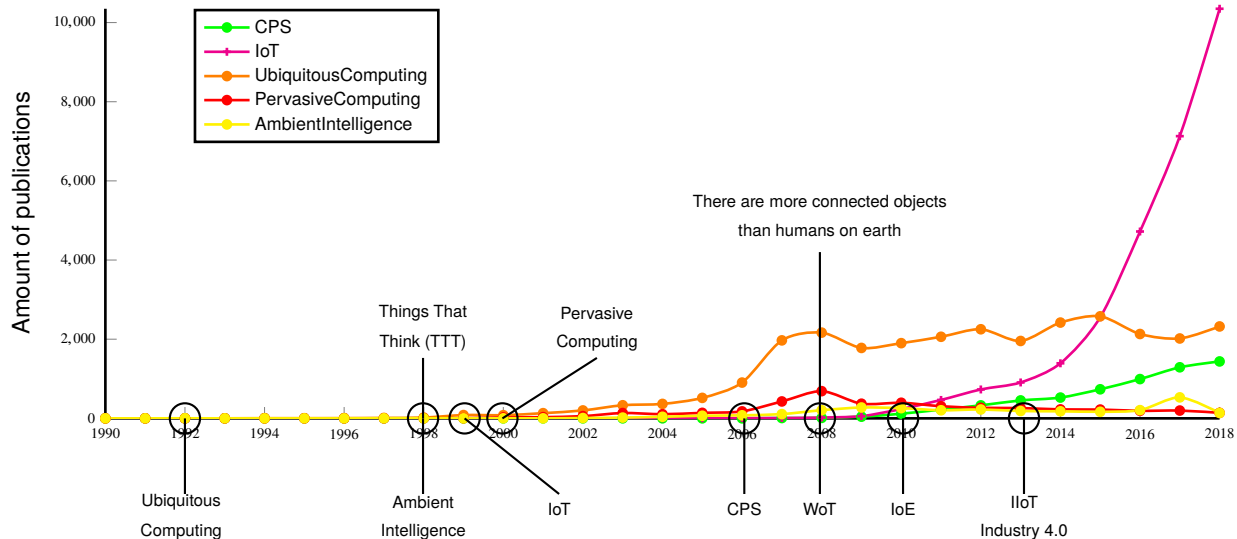 10,000
8,000
6,000
4,000
2,000
0
Amount of publications
CPS
IoT
UbiquitousComputing
PervasiveComputing
AmbientIntelligence
There are more connected objects
than humans on earth
Things That
Think (TTT)
Pervasive
Computing
1990 1992 1994 1996 1998 2000 2002 2004 2006 2008 2010 2012 2014 2016 2018
Ubiquitous
Computing
Ambient
Intelligence
IoT
CPS
WoT
IoE
IIoT
Industry 4.0